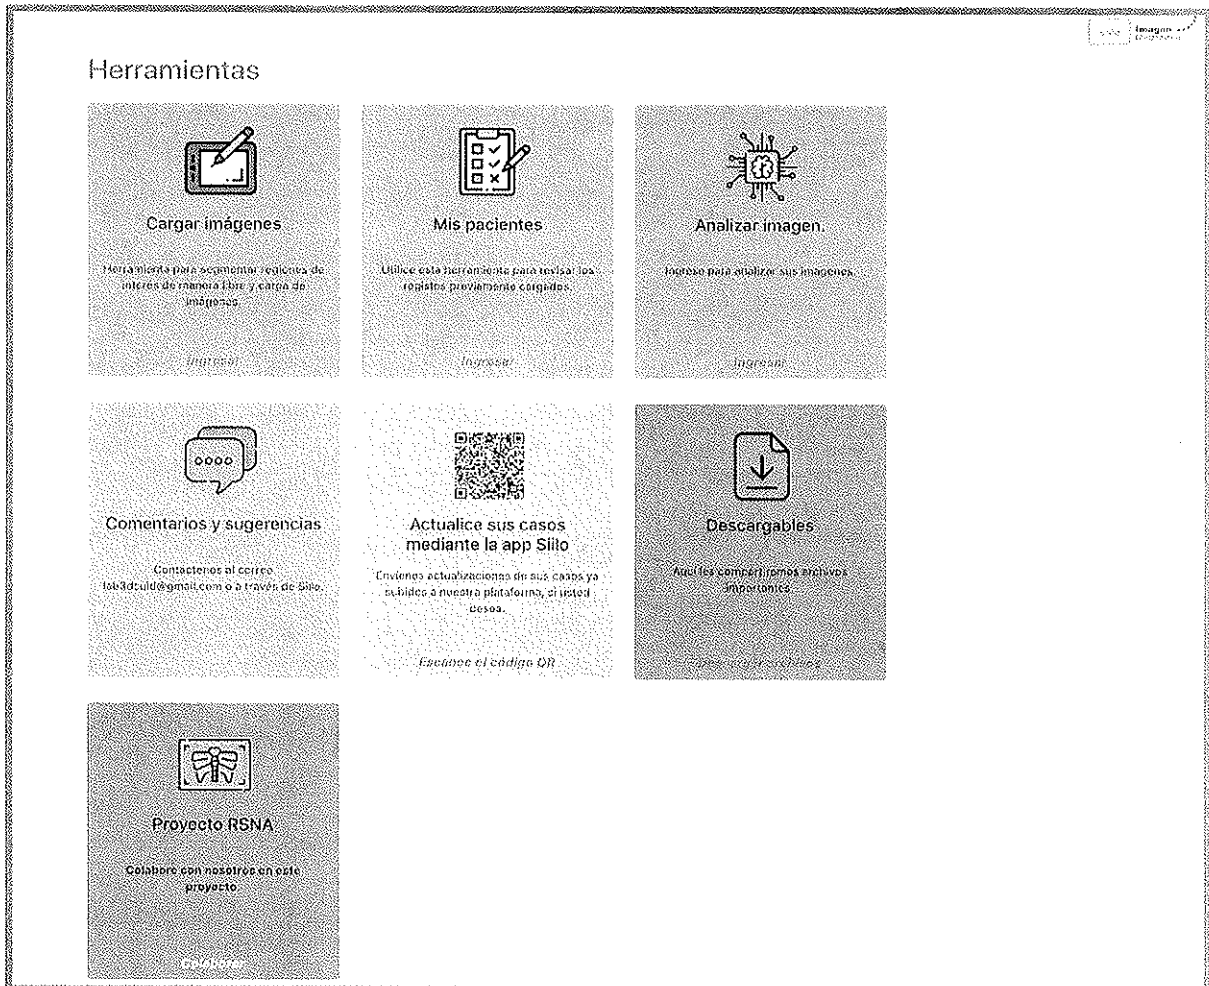 Imagen
Herramientas
Cargar imágenes
Herramienta para segmentar regiones de
interés de manera libre y carga de
imágenes.
Ingresar
Mis pacientes
Utilice esta herramienta para revisar los
registos previamente cargados.
Ingresar
Analizar imagen.
Ingrese para analizar sus imágenes.
Ingresar
Comentarios y sugerencias
Contáctenos al correo
o a través de Siilo.
Actualice sus casos
mediante la app Siilo
Envíenos actualizaciones de sus casos ya
subidos a nuestra plataforma, si usted
desea.
Escanee el código QR
Descargables
Aquí les compartiremos archivos
importantes
Proyecto RSNA
Colabore con nosotros en este
proyecto
Colaborar